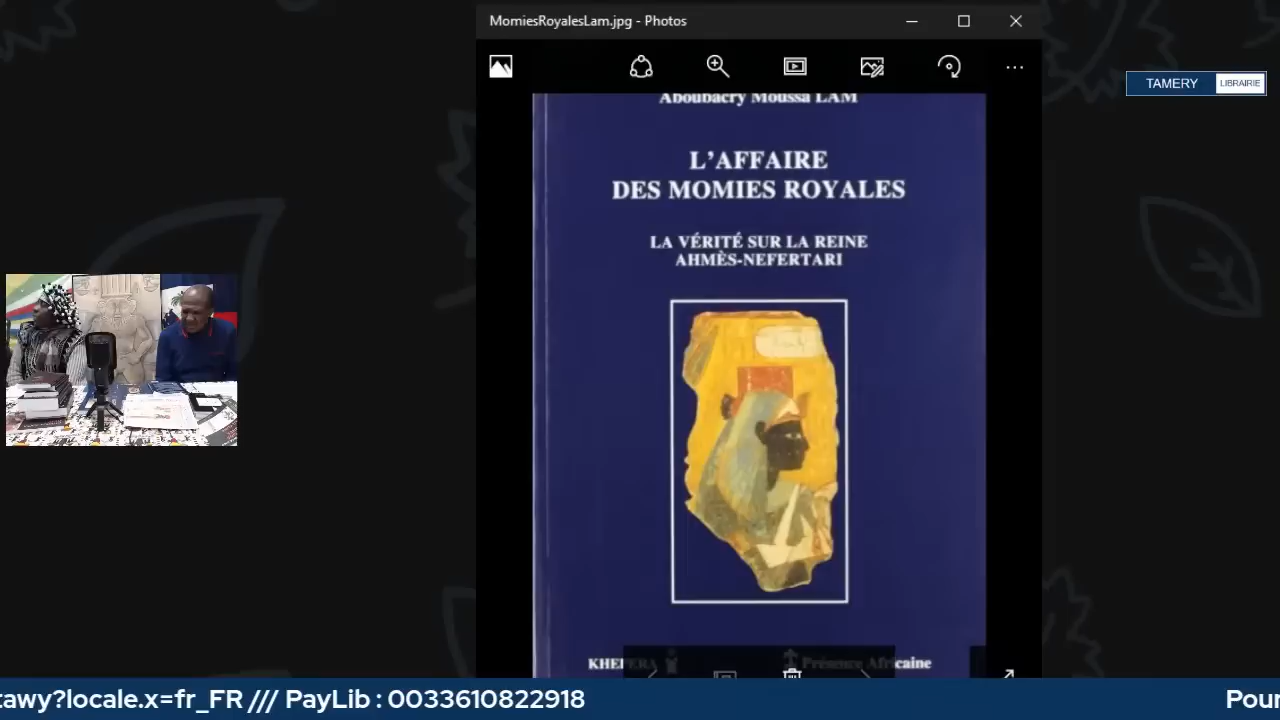 MomiesRoyalesLam.jpg - Photos
TAMERY LIBRAIRIE
Aboubacry Moussa LAM
L'AFFAIRE
DES MOMIES ROYALES
LA VÉRITÉ SUR LA REINE
AHMÈS-NEFERTARI
KHEPERA Présence Africaine
tawy?locale.x=fr_FR /// PayLib : 0033610822918
Pour